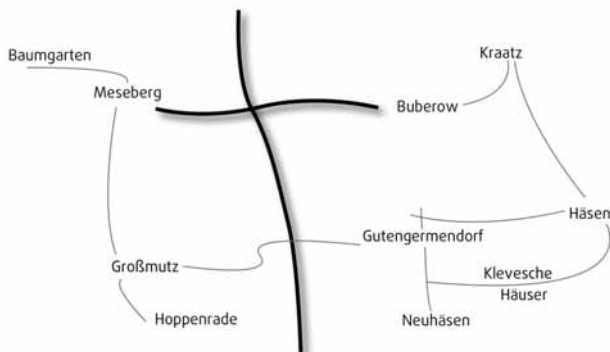 Baumgarten
Kraatz
Meseberg
Buberow
Häsen
Gutengermendorf
Großmutz
Klevesche
Häuser
Hoppenrade
Neuhäsen